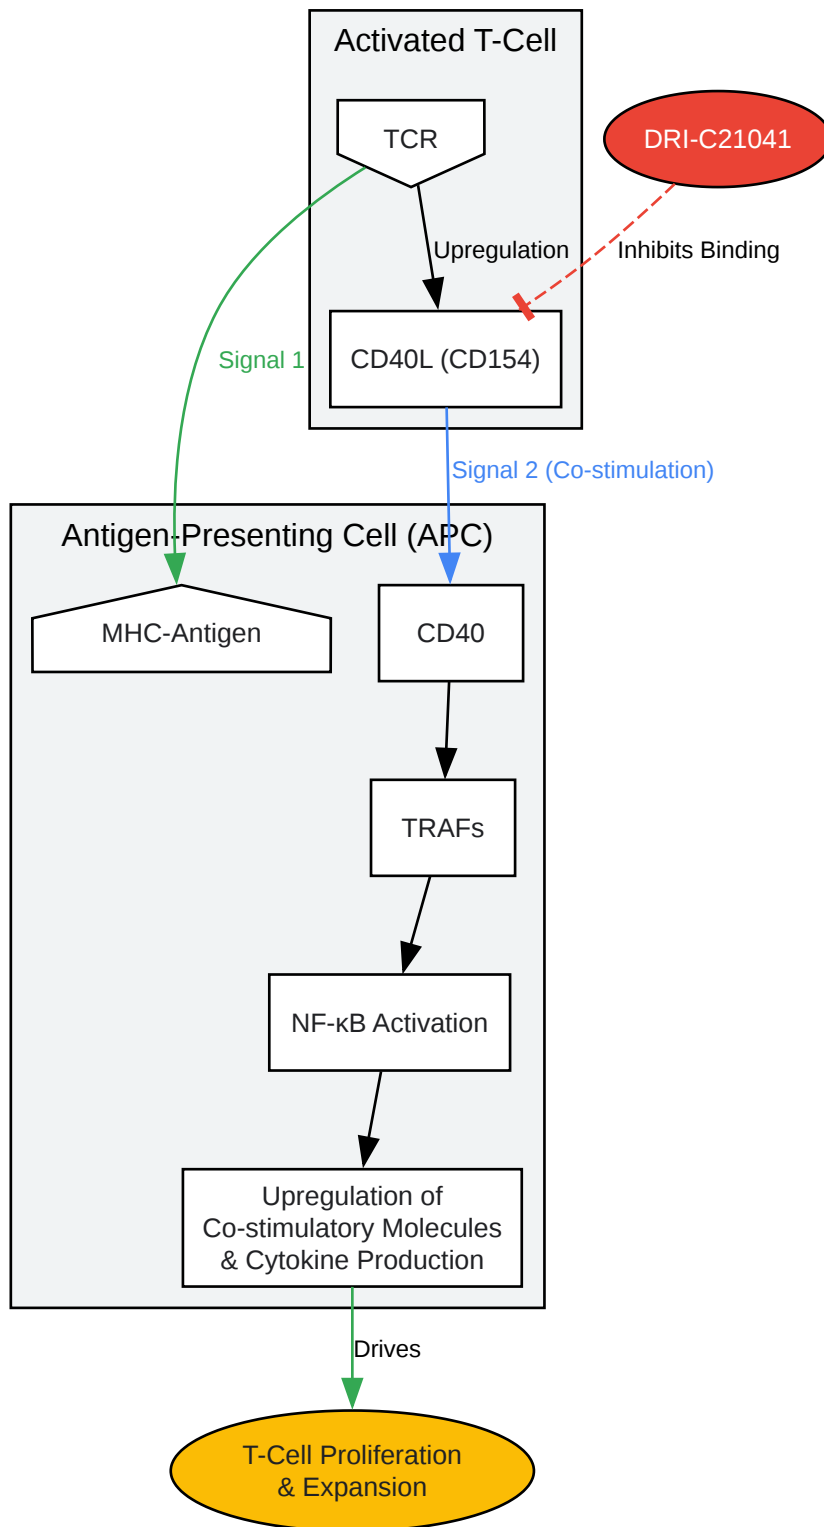 Activated T-Cell
TCR
DRI-C21041
Upregulation
Inhibits Binding
CD40L (CD154)
Signal 1
Signal 2 (Co-stimulation)
Antigen-Presenting Cell (APC)
MHC-Antigen
CD40
TRAFs
NF-κB Activation
Upregulation of
Co-stimulatory Molecules
& Cytokine Production
Drives
T-Cell Proliferation
& Expansion